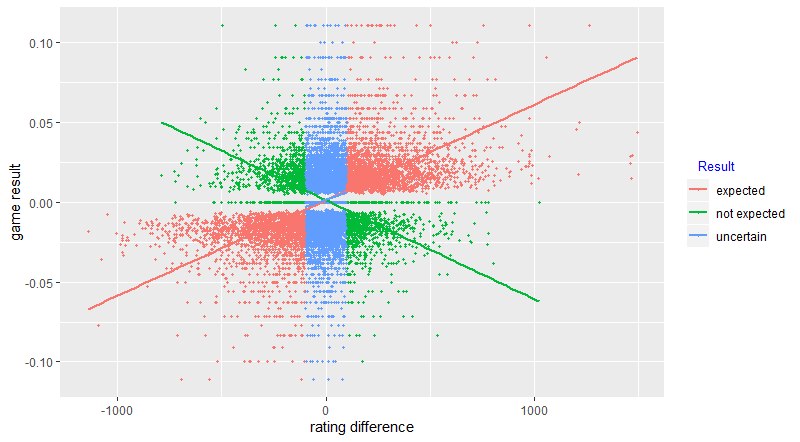 0.10
0.05
0.00
-0.05
-0.10
game result
-1000
0
1000
rating difference
Result
expected
not expected
uncertain